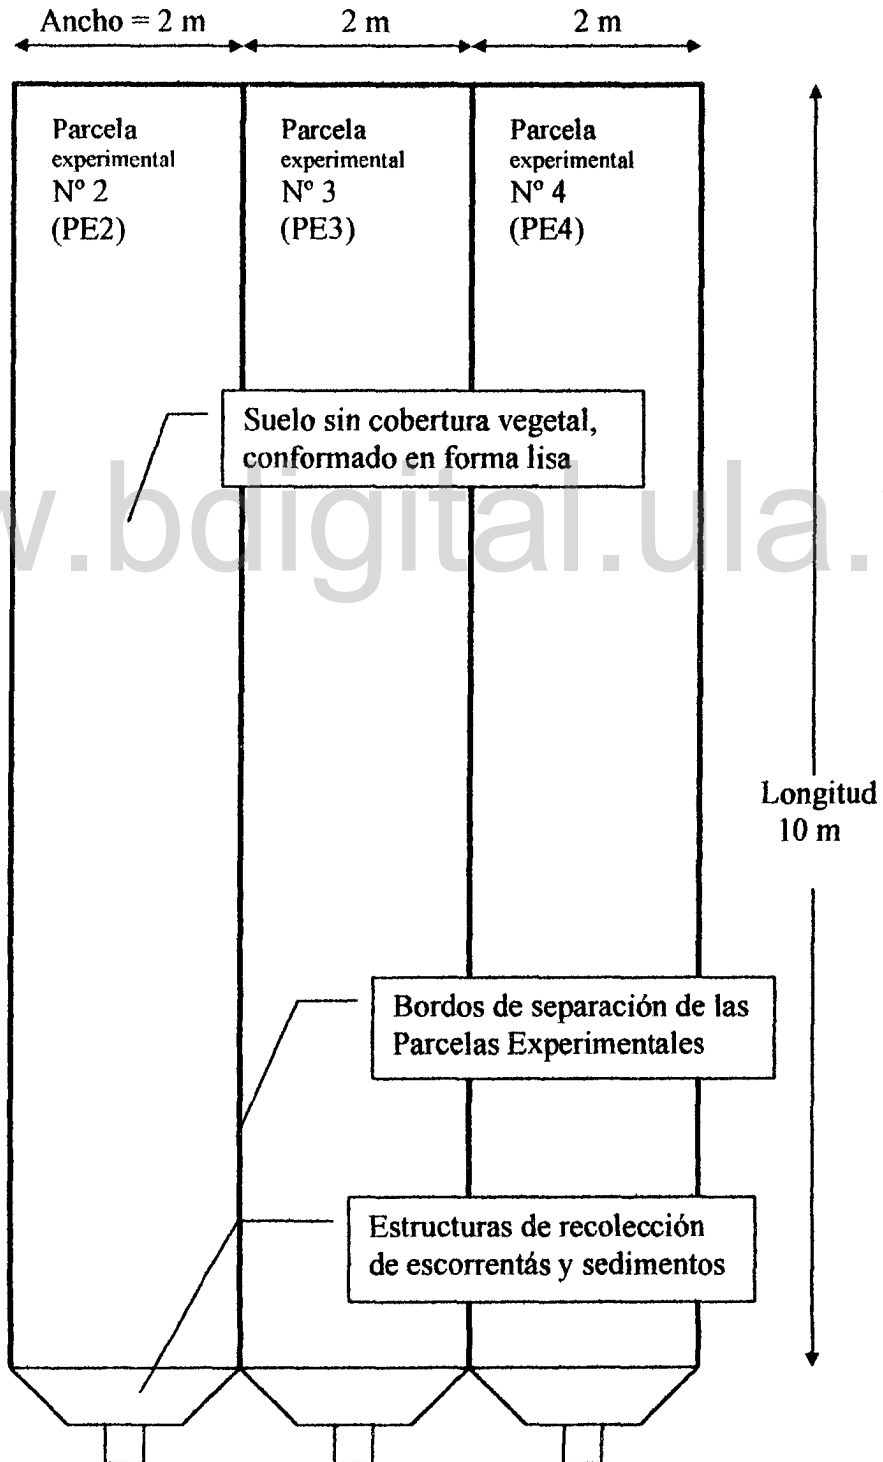 Ancho = 2 m
2 m
2 m
Parcela
experimental
Nº 2
(PE2)
Parcela
experimental
Nº 3
(PE3)
Parcela
experimental
Nº 4
(PE4)
Suelo sin cobertura vegetal,
conformado en forma lisa
w.bdigital.ula.
Longitud
10 m
Bordos de separación de las
Parcelas Experimentales
Estructuras de recolección
de escorrentás y sedimentos